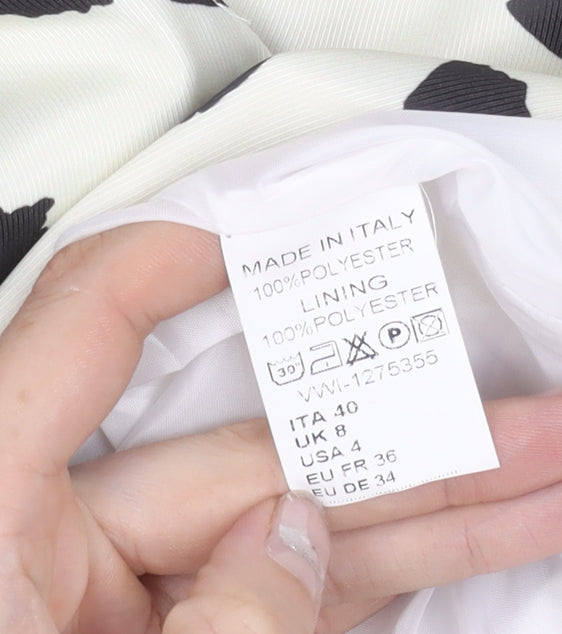 MADE IN ITALY
100%POLYESTER
LINING
100%POLYESTER
30° P
VWI-1275355
ITA 40
UK 8
USA 4
EU FR 36
EU DE 34